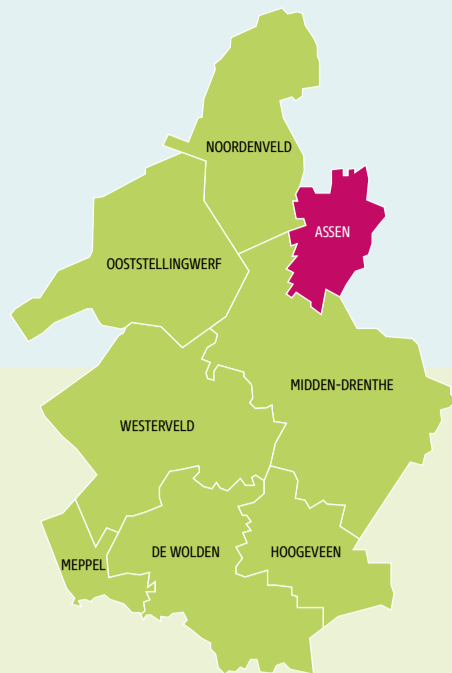 NOORDENVELD
ASSEN
OOSTSTELLINGWERF
MIDDEN-DRENTHE
WESTERVELD
MEPPEL
DE WOLDEN
HOOGEVEEN